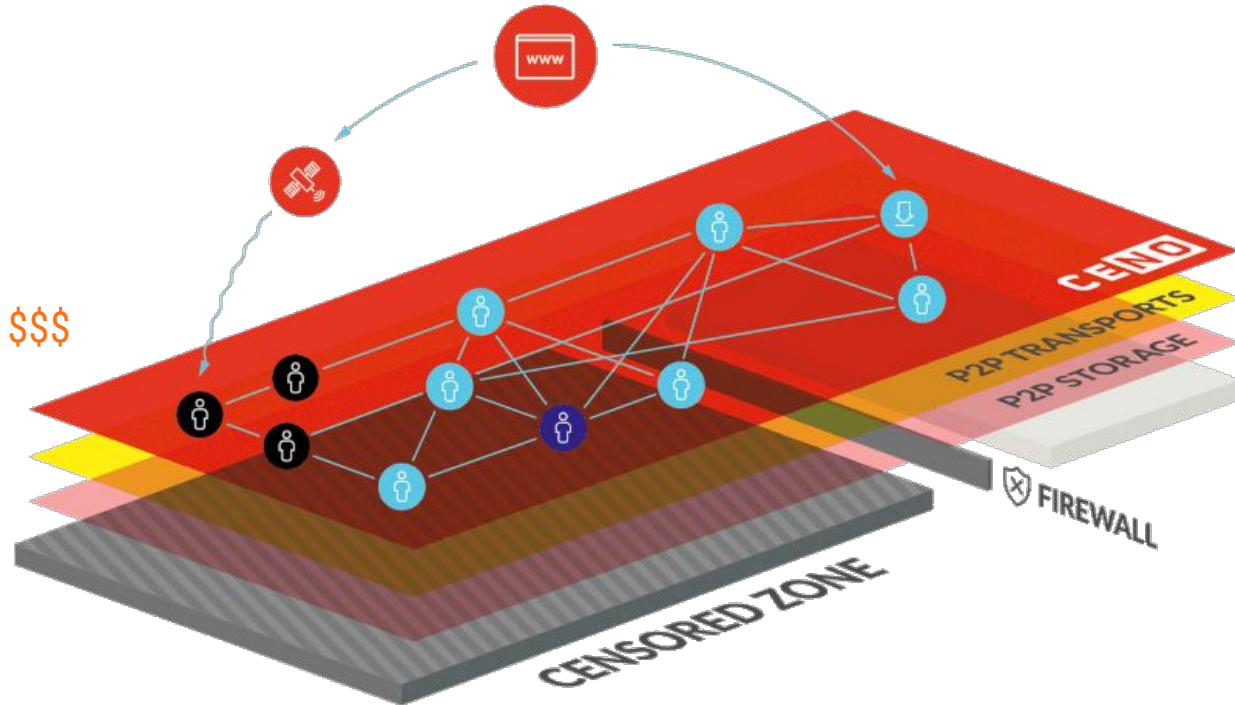 www
$$$
CENO
P2P TRANSPORTS
P2P STORAGE
FIREWALL
CENSORED ZONE